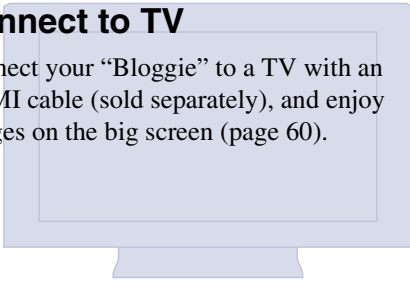 nnect to TV
nect your “Bloggie” to a TV with an
MI cable (sold separately), and enjoy
ges on the big screen (page 60).